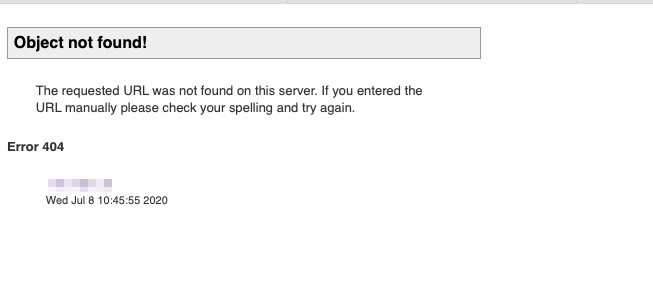 Object not found!
The requested URL was not found on this server. If you entered the
URL manually please check your spelling and try again.
Error 404
Wed Jul 8 10:45:55 2020